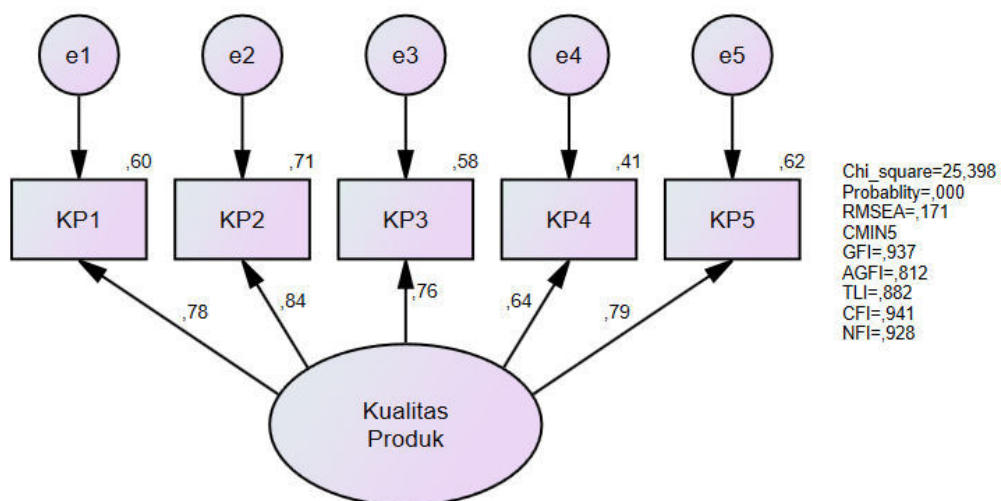 e1
e2
e3
e4
e5
,60
,71
,58
,41
,62
KP1
KP2
KP3
KP4
KP5
,78
,84
,76
,64
,79
Kualitas
Produk
Chi_square=25,398
Probablity=,000
RMSEA=,171
CMIN5
GFI=,937
AGFI=,812
TLI=,882
CFI=,941
NFI=,928